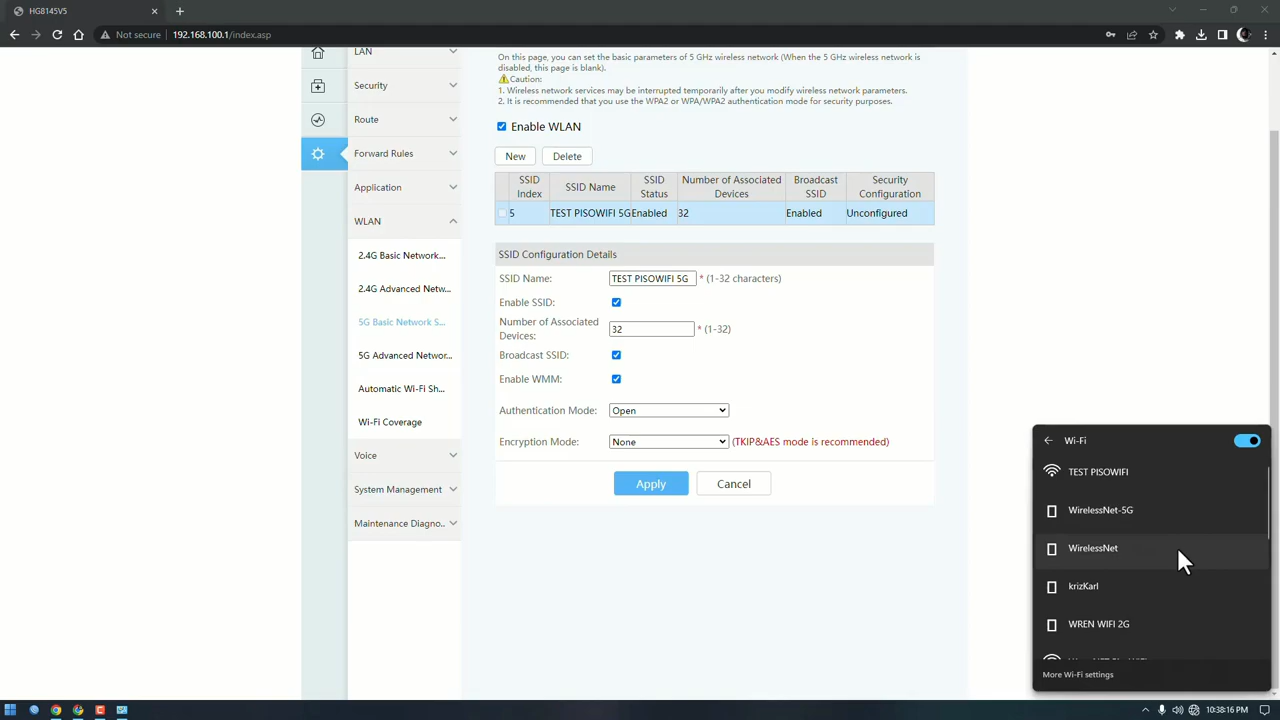 HG8145V5
Not secure
192.168.100.1/index.asp
LAN
Security
Route
Forward Rules
Application
WLAN
2.4G Basic Network...
2.4G Advanced Netw...
5G Basic Network S...
5G Advanced Networ...
Automatic Wi-Fi Sh...
Wi-Fi Coverage
Voice
System Management
Maintenance Diagno..
On this page, you can set the basic parameters of 5 GHz wireless network (When the 5 GHz wireless network is
disabled, this page is blank).
Caution:
1. Wireless network services may be interrupted temporarily after you modify wireless network parameters.
2. It is recommended that you use the WPA2 or WPA/WPA2 authentication mode for security purposes.
Enable WLAN
New Delete
SSID Index SSID Name SSID Status Number of Associated Devices Broadcast SSID Security Configuration
5 TEST PISOWIFI 5G Enabled 32 Enabled Unconfigured
SSID Configuration Details
SSID Name: TEST PISOWIFI 5G * (1-32 characters)
Enable SSID:
Number of Associated
Devices: 32 * (1-32)
Broadcast SSID:
Enable WMM:
Authentication Mode: Open
Encryption Mode: None (TKIP&AES mode is recommended)
Apply Cancel
Wi-Fi
TEST PISOWIFI
WirelessNet-5G
WirelessNet
krizKarl
WREN WIFI 2G
More Wi-Fi settings
10:38:16 PM